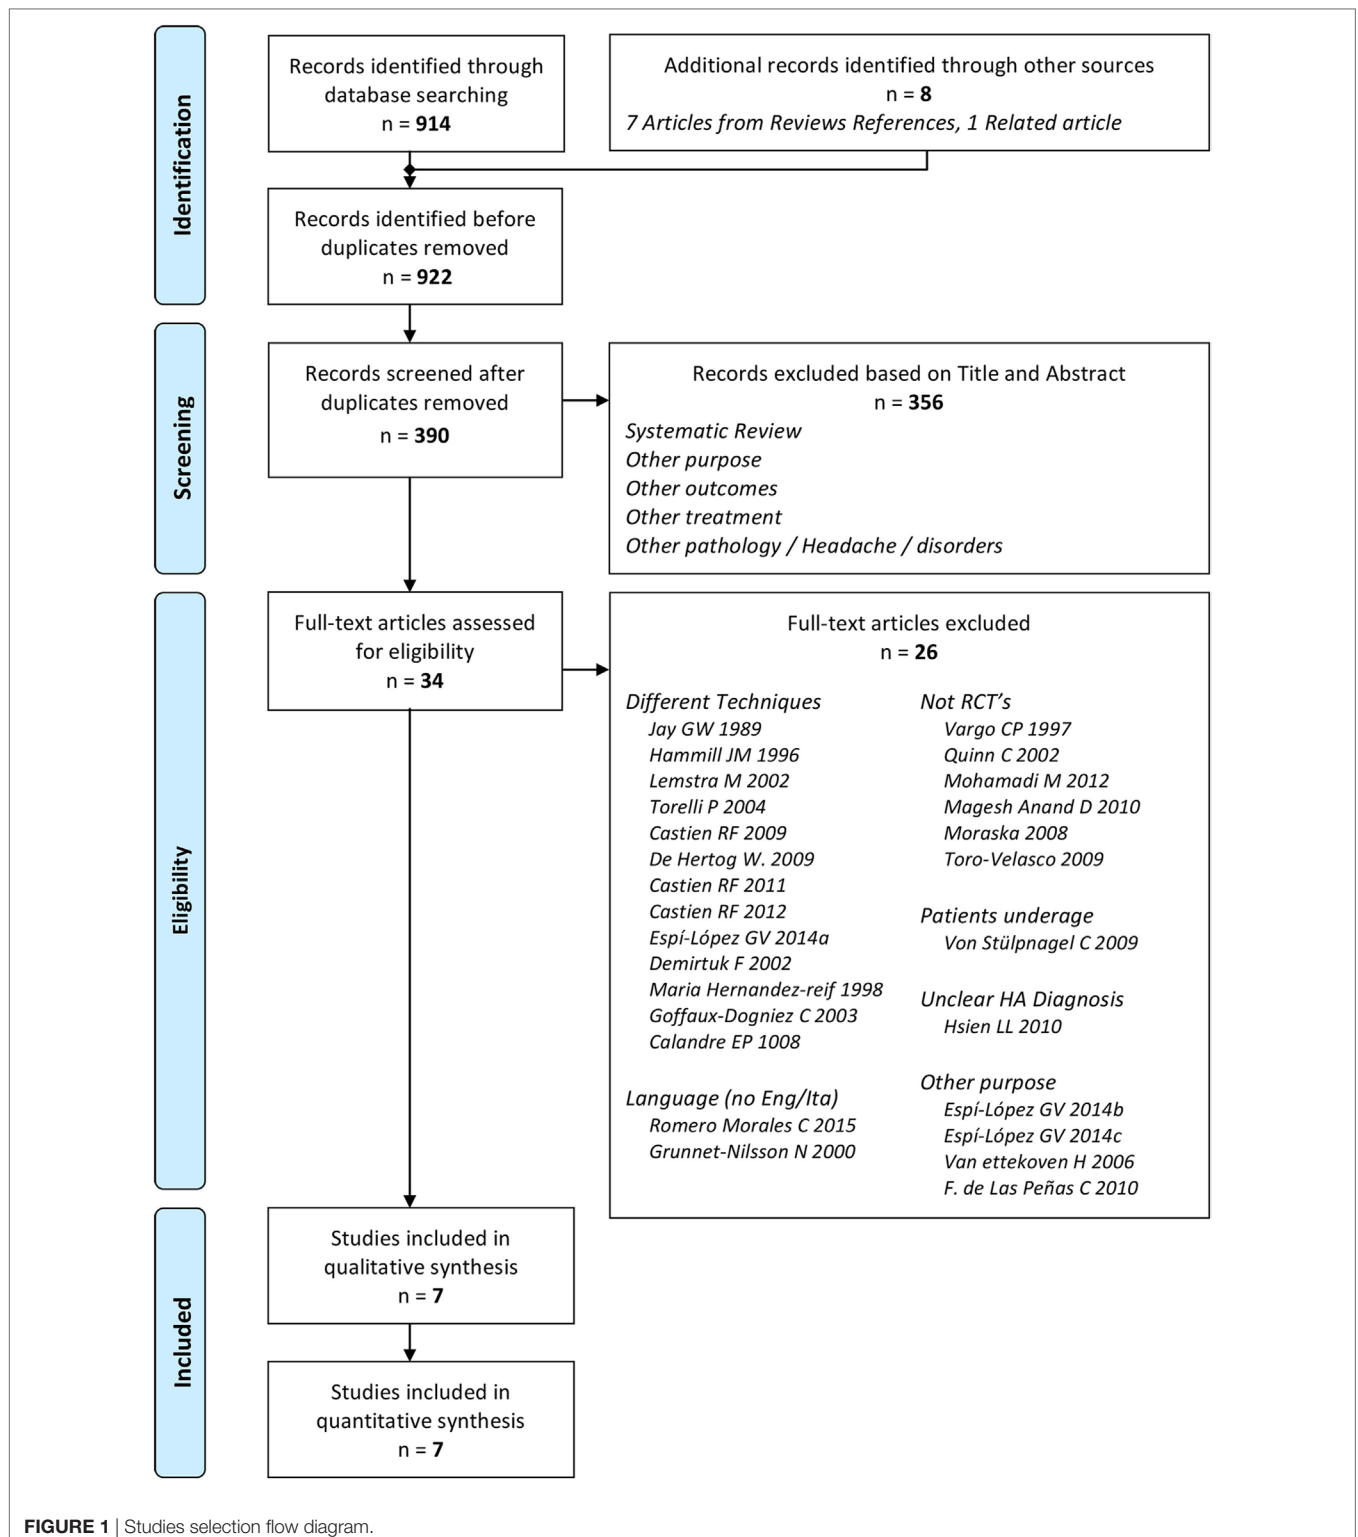 Identification
Records identified through
database searching
n = 914
Additional records identified through other sources
n = 8
7 Articles from Reviews References, 1 Related article
Records identified before
duplicates removed
n = 922
Screening
Records screened after
duplicates removed
n = 390
Records excluded based on Title and Abstract
n = 356
Systematic Review
Other purpose
Other outcomes
Other treatment
Other pathology / Headache / disorders
Eligibility
Full-text articles assessed
for eligibility
n = 34
Full-text articles excluded
n = 26
Different Techniques
Jay GW 1989
Hammill JM 1996
Lemstra M 2002
Torelli P 2004
Castien RF 2009
De Hertog W. 2009
Castien RF 2011
Castien RF 2012
Espí-López GV 2014a
Demirtuk F 2002
Maria Hernandez-reif 1998
Goffaux-Dogniez C 2003
Calandre EP 1008
Language (no Eng/Ita)
Romero Morales C 2015
Grunnet-Nilsson N 2000
Not RCT's
Vargo CP 1997
Quinn C 2002
Mohamadi M 2012
Magesh Anand D 2010
Moraska 2008
Toro-Velasco 2009
Patients underage
Von Stülpnagel C 2009
Unclear HA Diagnosis
Hsien LL 2010
Other purpose
Espí-López GV 2014b
Espí-López GV 2014c
Van ettekoven H 2006
F. de Las Peñas C 2010
Included
Studies included in
qualitative synthesis
n = 7
Studies included in
quantitative synthesis
n = 7
FIGURE 1 | Studies selection flow diagram.